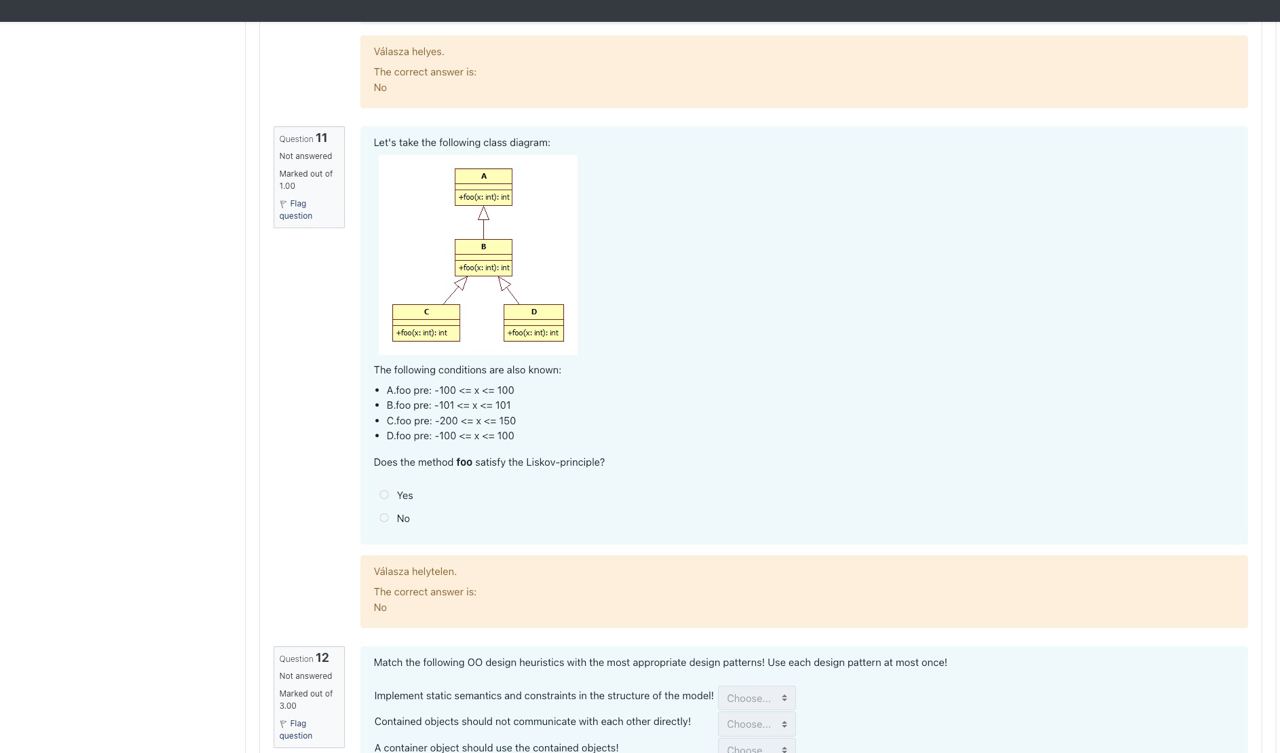 Válasza helyes.
The correct answer is:
No
Question 11
Not answered
Marked out of
1.00
Flag
question
Let's take the following class diagram:
A
+foo(x: int): int
B
+foo(x: int): int
C
+foo(x: int): int
D
+foo(x: int): int
The following conditions are also known:
• A.foo pre: -100 <= x <= 100
• B.foo pre: -101 <= x <= 101
• C.foo pre: -200 <= x <= 150
• D.foo pre: -100 <= x <= 100
Does the method foo satisfy the Liskov-principle?
Yes
No
Válasza helytelen.
The correct answer is:
No
Question 12
Not answered
Marked out of
3.00
Flag
question
Match the following OO design heuristics with the most appropriate design patterns! Use each design pattern at most once!
Implement static semantics and constraints in the structure of the model! Choose...
Contained objects should not communicate with each other directly! Choose...
A container object should use the contained objects! Choose...